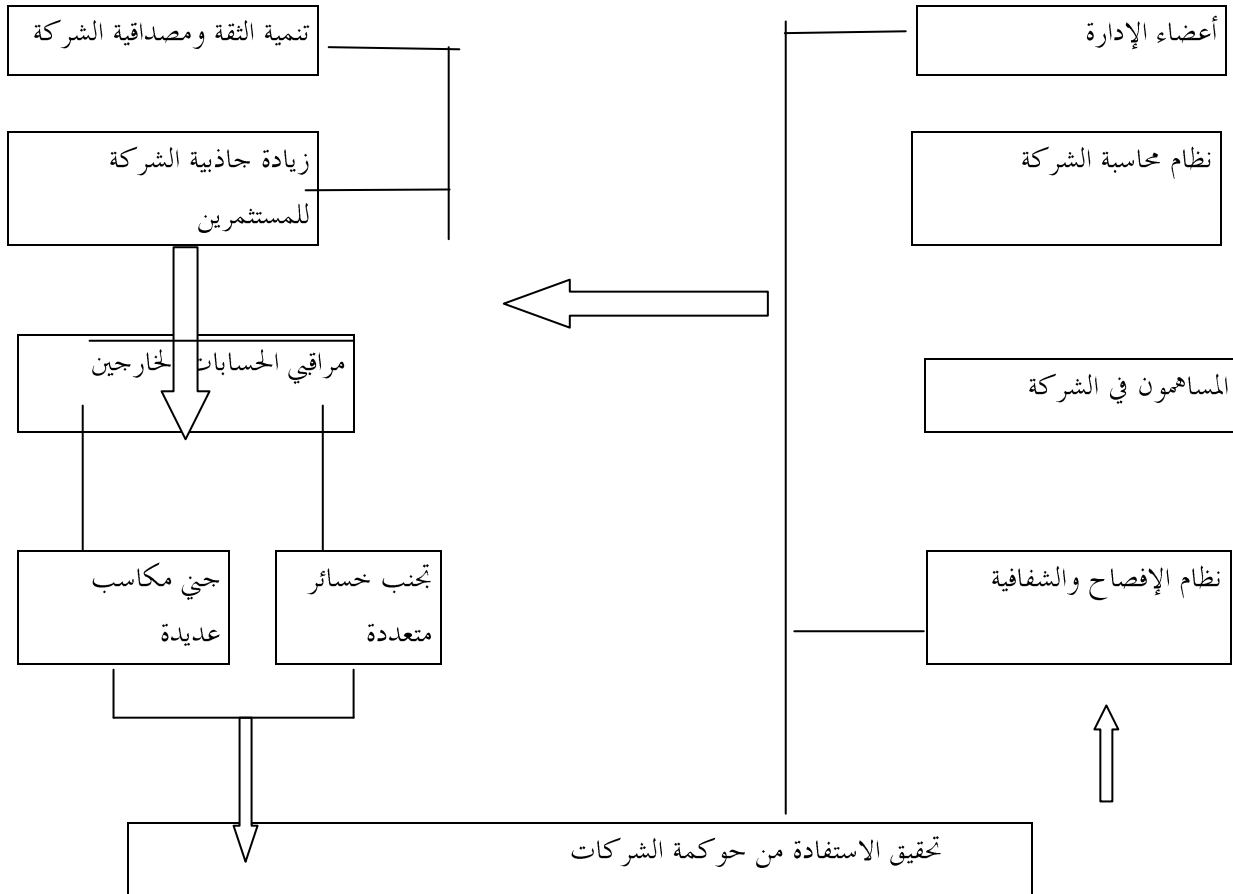 أعضاء الإدارة
تنمية الثقة ومصداقية الشركة
نظام محاسبة الشركة
زيادة جاذبية الشركة
للمستثمرين
المساهمون في الشركة
مراقبي الحسابات لخارجين
نظام الإفصاح والشفافية
تجنب خسائر
متعددة
جني مكاسب
عديدة
تحقيق الاستفادة من حوكمة الشركات